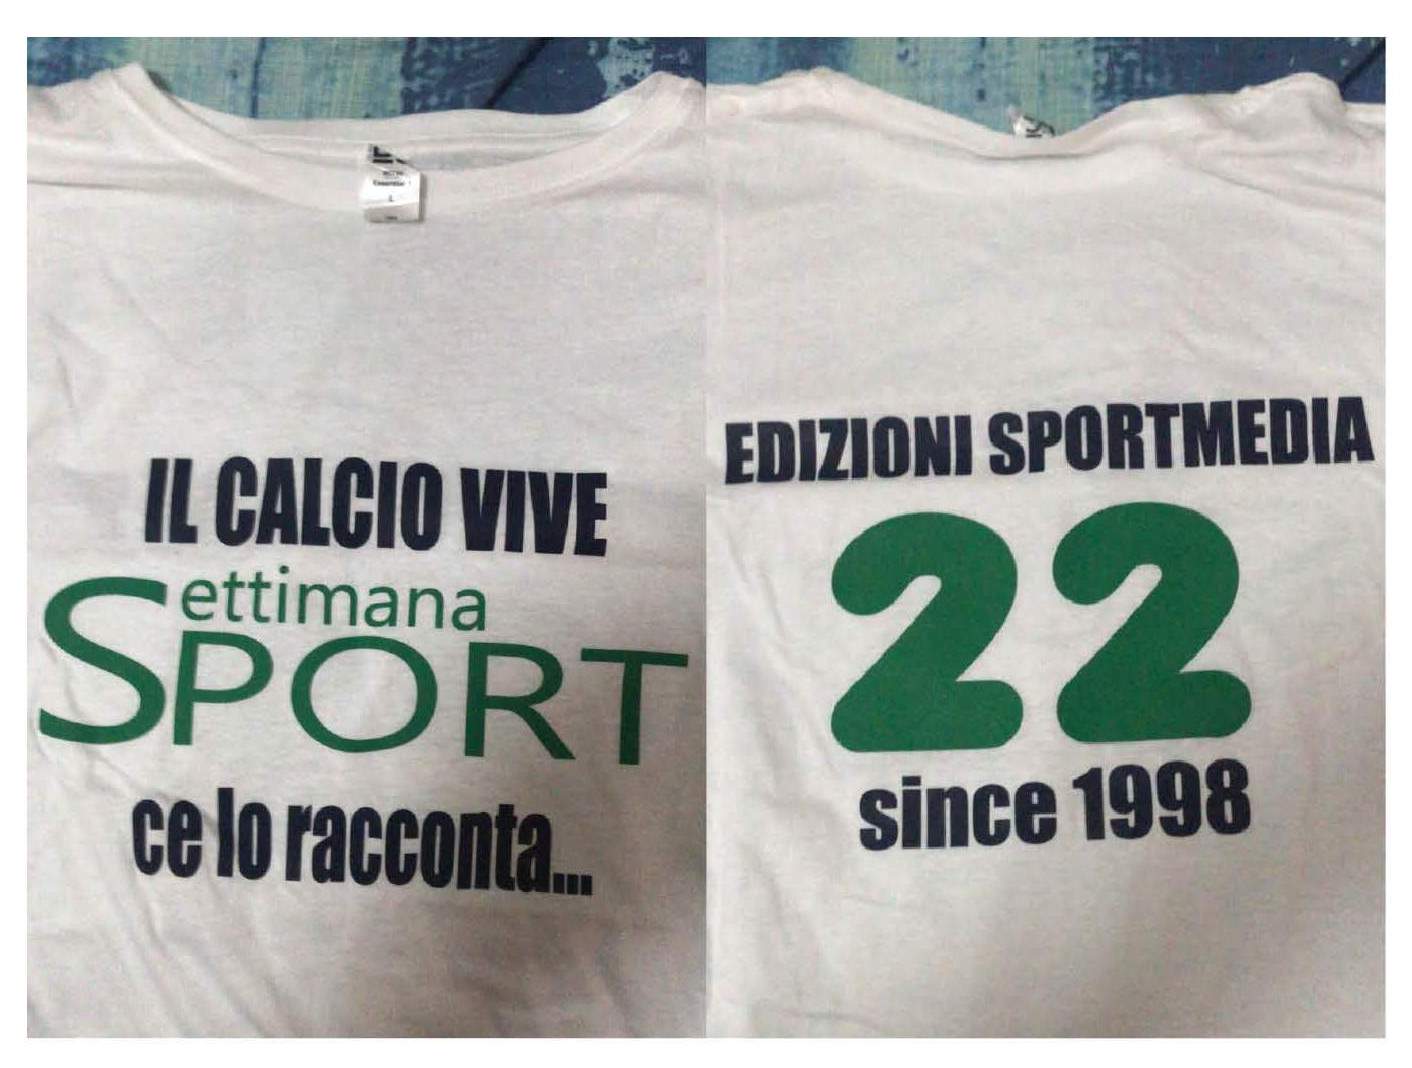 IL CALCIO VIVE
Settimana
SPORT
ce lo racconta...
L
EDIZIONI SPORTMEDIA
22
since 1998